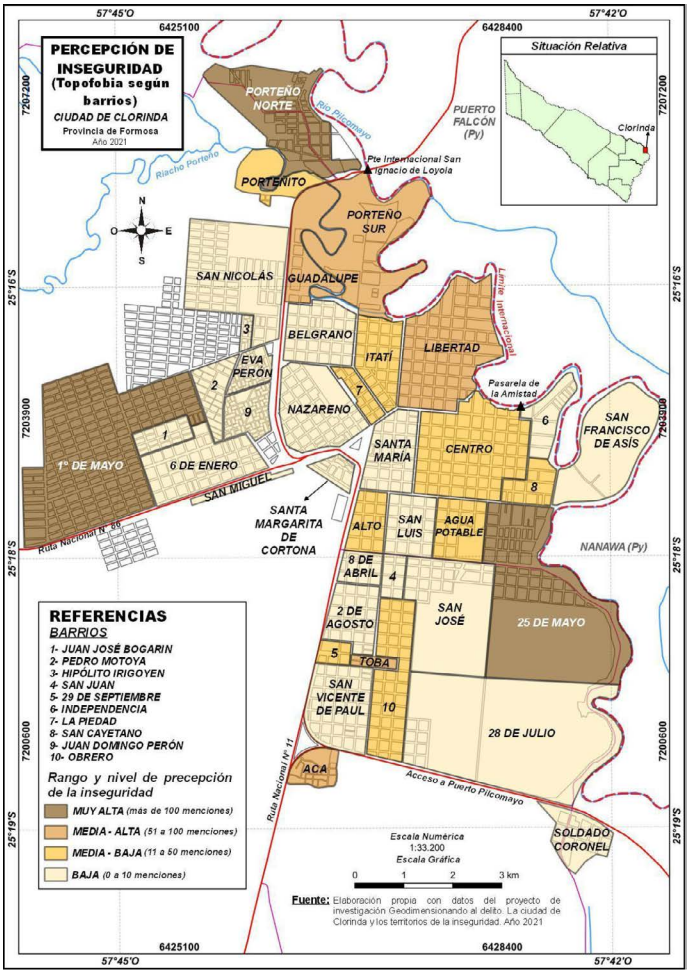 57°45'O
57°42'O
6425100
6428400
PERCEPCIÓN DE
INSEGURIDAD
(Topofobia según
barrios)
CIUDAD DE CLORINDA
Provincia de Formosa
Año 2021
Situación Relativa
Clorinda
7207200
7207200
PORTEÑO
NORTE
Río Pilcomayo
PUERTO
FALCÓN (Py)
Riacho Porteño
PORTEÑITO
Pte Internacional San
Ignacio de Loyola
N
O
E
S
PORTEÑO
SUR
25°16'S
25°16'S
SAN NICOLÁS
GUADALUPE
Lámite Internacional
3
BELGRANO
ITATÍ
LIBERTAD
EVA
PERÓN
2
7
Pasarela de
la Amistad
7203900
7203900
9
NAZARENO
6
SAN
FRANCISCO
DE ASÍS
1
SANTA
MARÍA
CENTRO
1° DE MAYO
6 DE ENERO
8
SAN MIGUEL
SANTA
MARGARITA
DE
CORTONA
ALTO
SAN
LUIS
AGUA
POTABLE
Ruta Nacional N° 86
NANAWA (Py)
25°18'S
25°18'S
8 DE
ABRIL
4
2 DE
AGOSTO
SAN
JOSÉ
25 DE MAYO
5
TOBA
SAN
VICENTE
DE PAUL
10
28 DE JULIO
7200600
7200600
Ruta Nacional N° 11
ACA
Acceso a Puerto Pilcomayo
SOLDADO
CORONEL
25°19'S
25°19'S
REFERENCIAS
BARRIOS
1- JUAN JOSÉ BOGARIN
2- PEDRO MOTOYA
3- HIPÓLITO IRIGOYEN
4- SAN JUAN
5- 29 DE SEPTIEMBRE
6- INDEPENDENCIA
7- LA PIEDAD
8- SAN CAYETANO
9- JUAN DOMINGO PERÓN
10- OBRERO
Rango y nivel de precepción
de la inseguridad
MUY ALTA (más de 100 menciones)
MEDIA - ALTA (51 a 100 menciones)
MEDIA - BAJA (11 a 50 menciones)
BAJA (0 a 10 menciones)
Escala Numérica
1:33.200
Escala Gráfica
0 1 2 3 km
Fuente: Elaboración propia con datos del proyecto de
investigación Geodimensionando al delito. La ciudad de
Clorinda y los territorios de la inseguridad. Año 2021
6425100
6428400
57°45'O
57°42'O